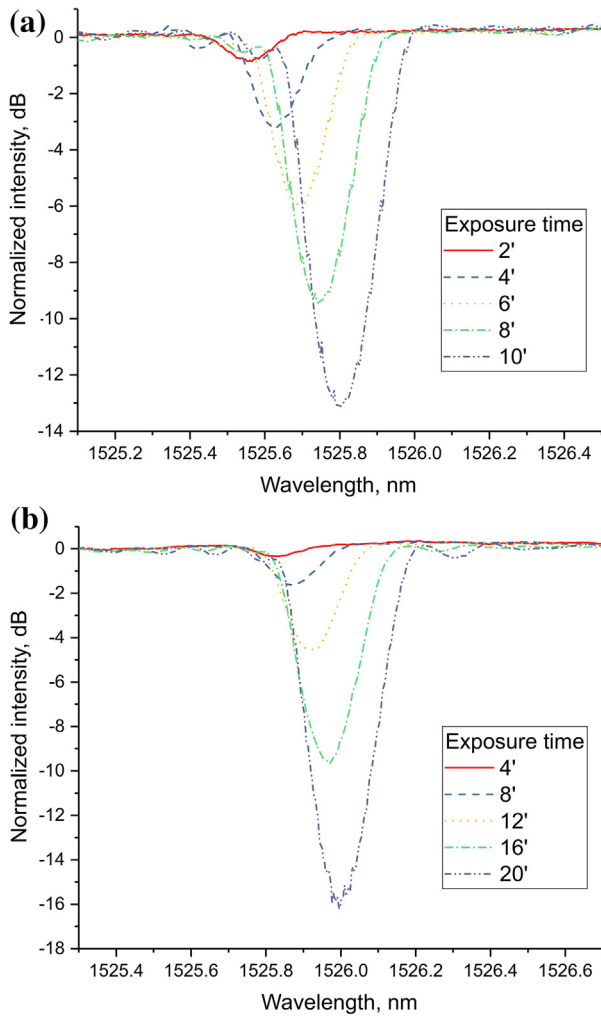 (a)
Normalized intensity, dB
0
-2
-4
-6
-8
-10
-12
-14
1525.2 1525.4 1525.6 1525.8 1526.0 1526.2 1526.4
Wavelength, nm
Exposure time
2'
4'
6'
8'
10'
(b)
Normalized intensity, dB
0
-2
-4
-6
-8
-10
-12
-14
-16
-18
1525.4 1525.6 1525.8 1526.0 1526.2 1526.4 1526.6
Wavelength, nm
Exposure time
4'
8'
12'
16'
20'